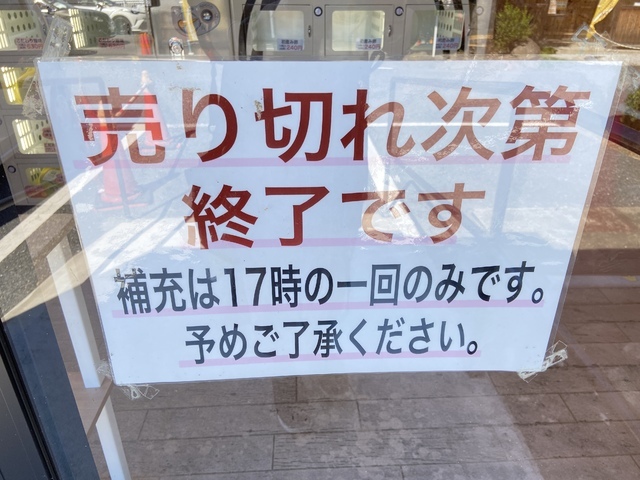 売り切れ次第
終了です
補充は17時の一回のみです。
予めご了承ください。